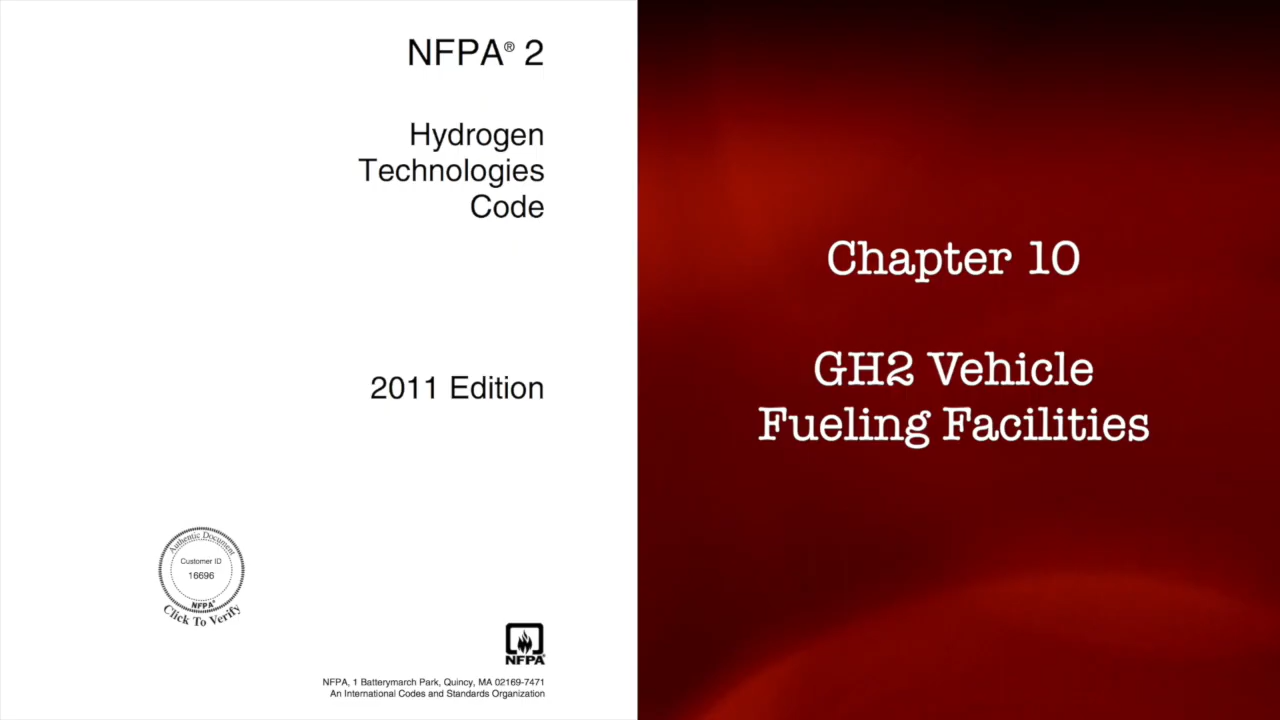 NFPA® 2
Hydrogen
Technologies
Code
2011 Edition
Authentic Document
Customer ID
16696
NFPA®
Click To Verify
NFPA®
NFPA, 1 Batterymarch Park, Quincy, MA 02169-7471
An International Codes and Standards Organization
Chapter 10
GH2 Vehicle
Fueling Facilities